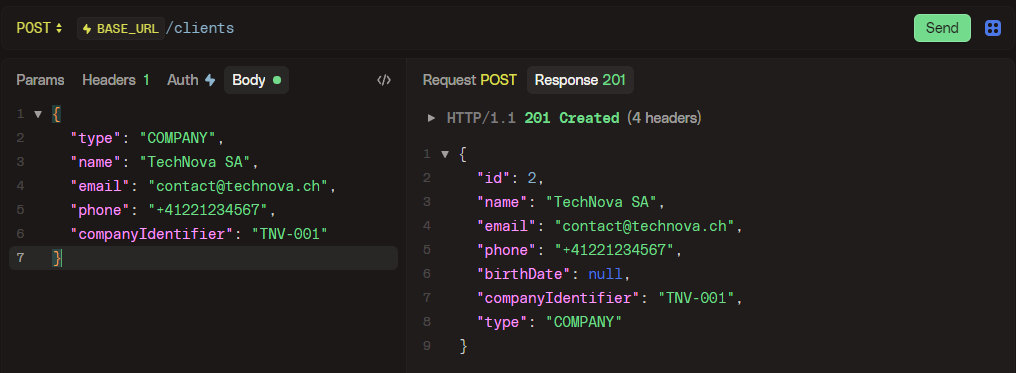 POST BASE_URL/clients Send
Params Headers 1 Auth Body </>
1 {
2 "type": "COMPANY",
3 "name": "TechNova SA",
4 "email": "contact@technova.ch",
5 "phone": "+41221234567",
6 "companyIdentifier": "TNV-001"
7 }
Request POST Response 201
HTTP/1.1 201 Created (4 headers)
1 {
2 "id": 2,
3 "name": "TechNova SA",
4 "email": "contact@technova.ch",
5 "phone": "+41221234567",
6 "birthDate": null,
7 "companyIdentifier": "TNV-001",
8 "type": "COMPANY"
9 }